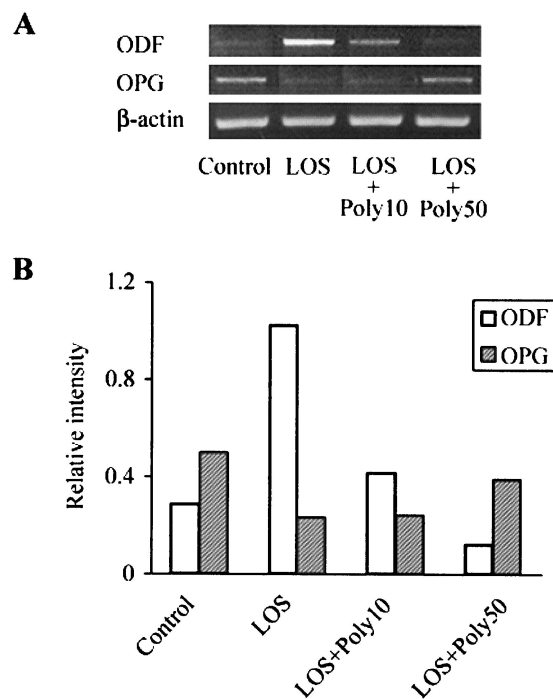 A
ODF
OPG
β-actin
Control LOS LOS + Poly10 LOS + Poly50
B
1.2
0.8
0.4
0
Relative intensity
ODF
OPG
Control
LOS
LOS+Poly10
LOS+Poly50